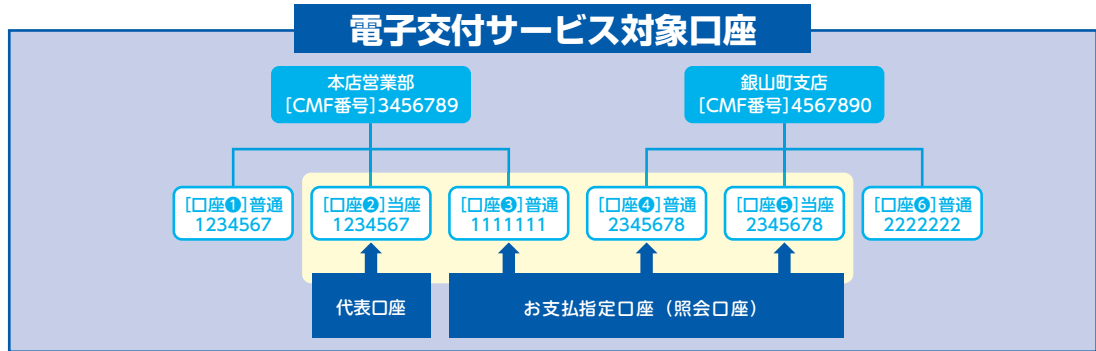 電子交付サービス対象口座
本店営業部
[CMF番号]3456789
銀山町支店
[CMF番号]4567890
[口座❶]普通
1234567
[口座❷]当座
1234567
[口座❸]普通
1111111
[口座❹]普通
2345678
[口座❺]当座
2345678
[口座❻]普通
2222222
代表口座
お支払指定口座（照会口座）